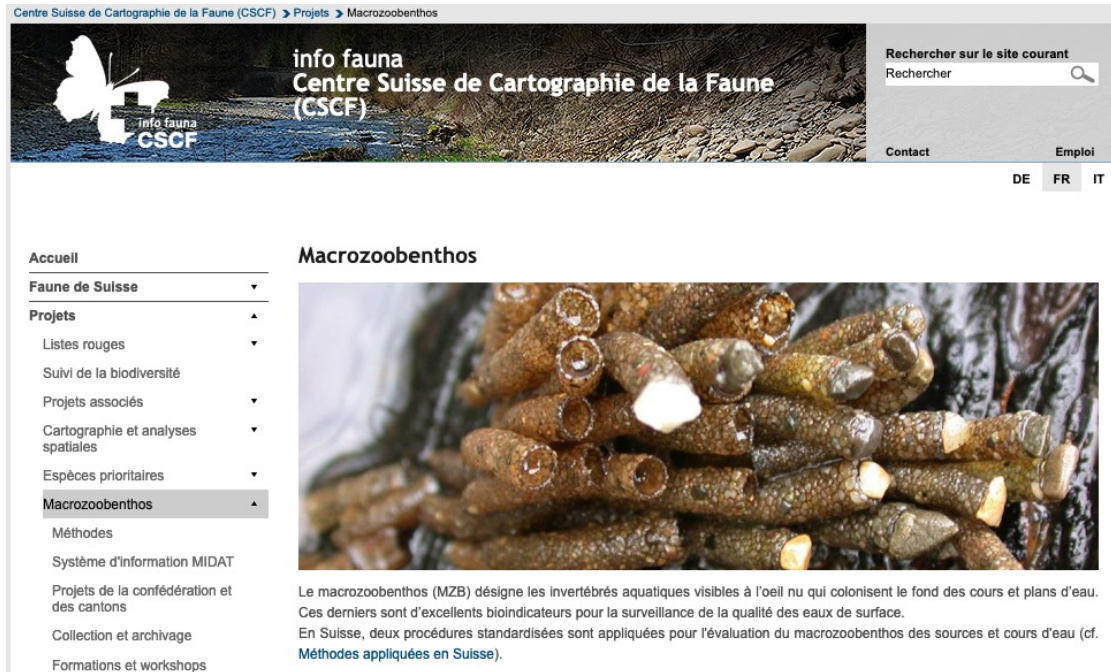 Centre Suisse de Cartographie de la Faune (CSCF) ❯ Projets ❯ Macrozoobenthos
info fauna
CSCF
info fauna
Centre Suisse de Cartographie de la Faune
(CSCF)
Rechercher sur le site courant
Rechercher
Contact
Emploi
DE FR IT
Accueil
Faune de Suisse
Projets
Listes rouges
Suivi de la biodiversité
Projets associés
Cartographie et analyses
spatiales
Espèces prioritaires
Macrozoobenthos
Méthodes
Système d'information MIDAT
Projets de la confédération et
des cantons
Collection et archivage
Formations et workshops
Macrozoobenthos
Le macrozoobenthos (MZB) désigne les invertébrés aquatiques visibles à l'oeil nu qui colonisent le fond des cours et plans d'eau.
Ces derniers sont d'excellents bioindicateurs pour la surveillance de la qualité des eaux de surface.
En Suisse, deux procédures standardisées sont appliquées pour l'évaluation du macrozoobenthos des sources et cours d'eau (cf.
Méthodes appliquées en Suisse).